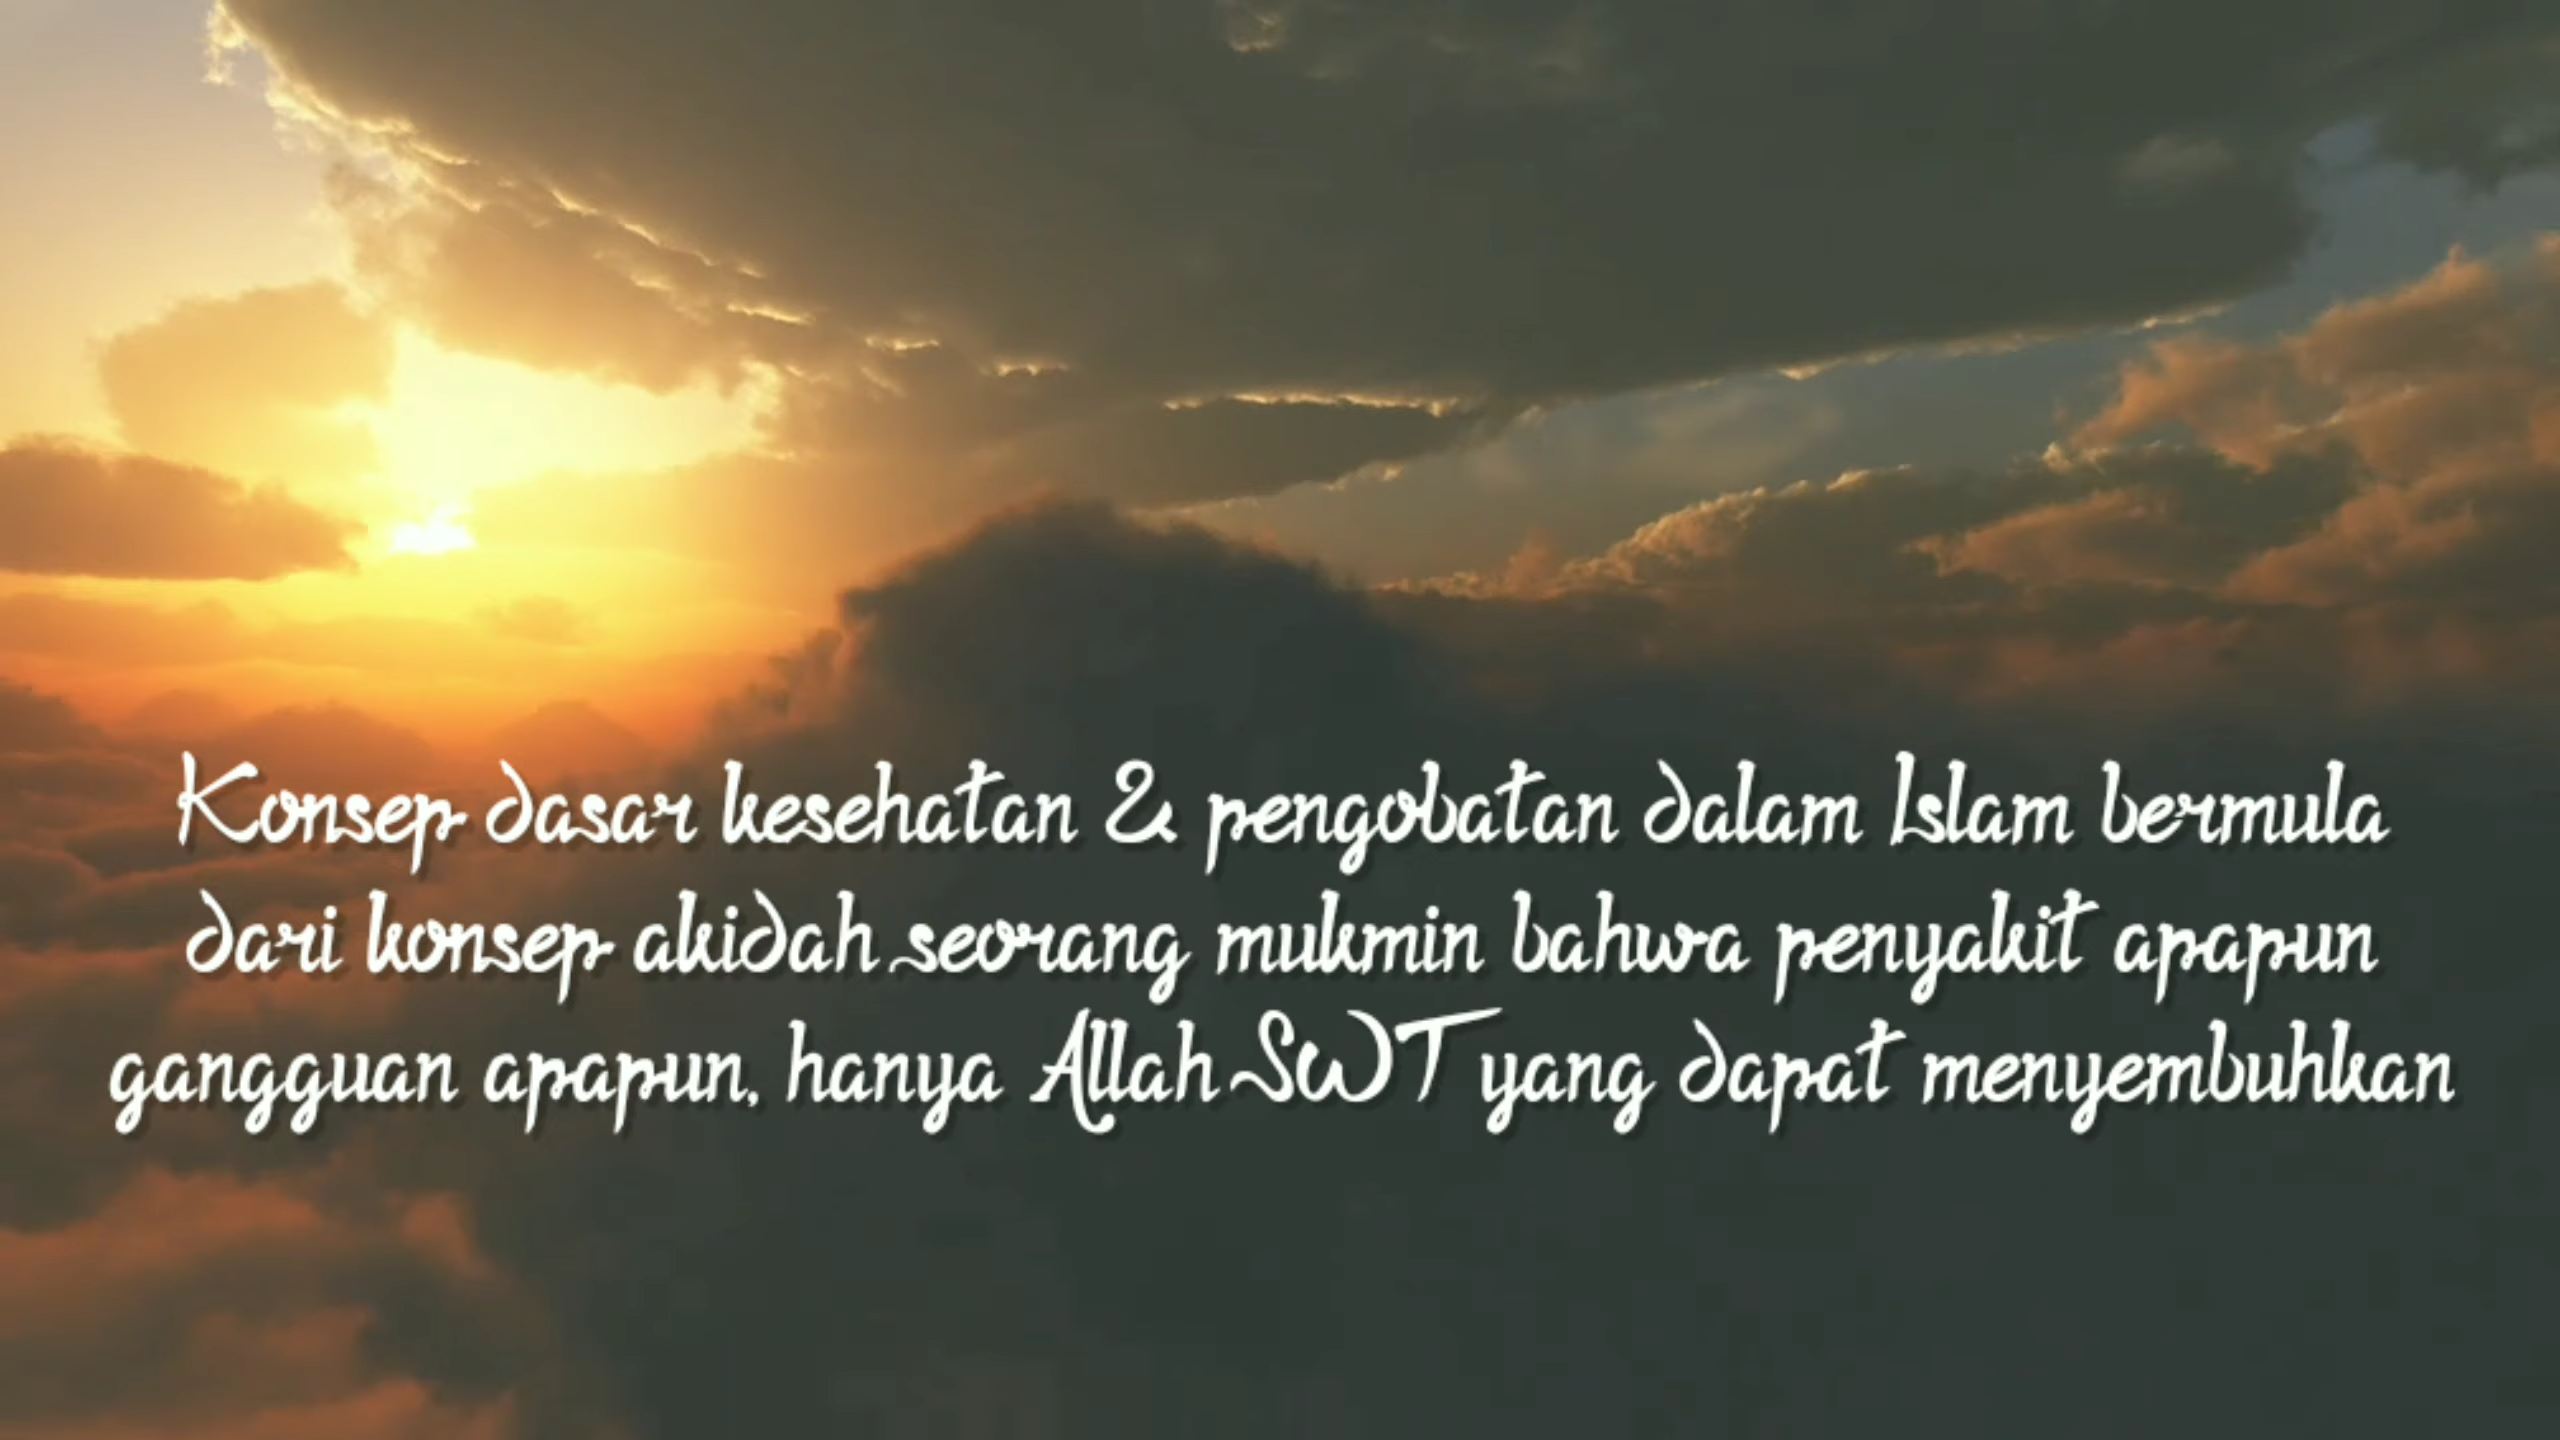 Konsep dasar kesehatan & pengobatan dalam Islam bermula
dari konsep akidah seorang mukmin bahwa penyakit apapun
gangguan apapun, hanya Allah SWT yang dapat menyembuhkan